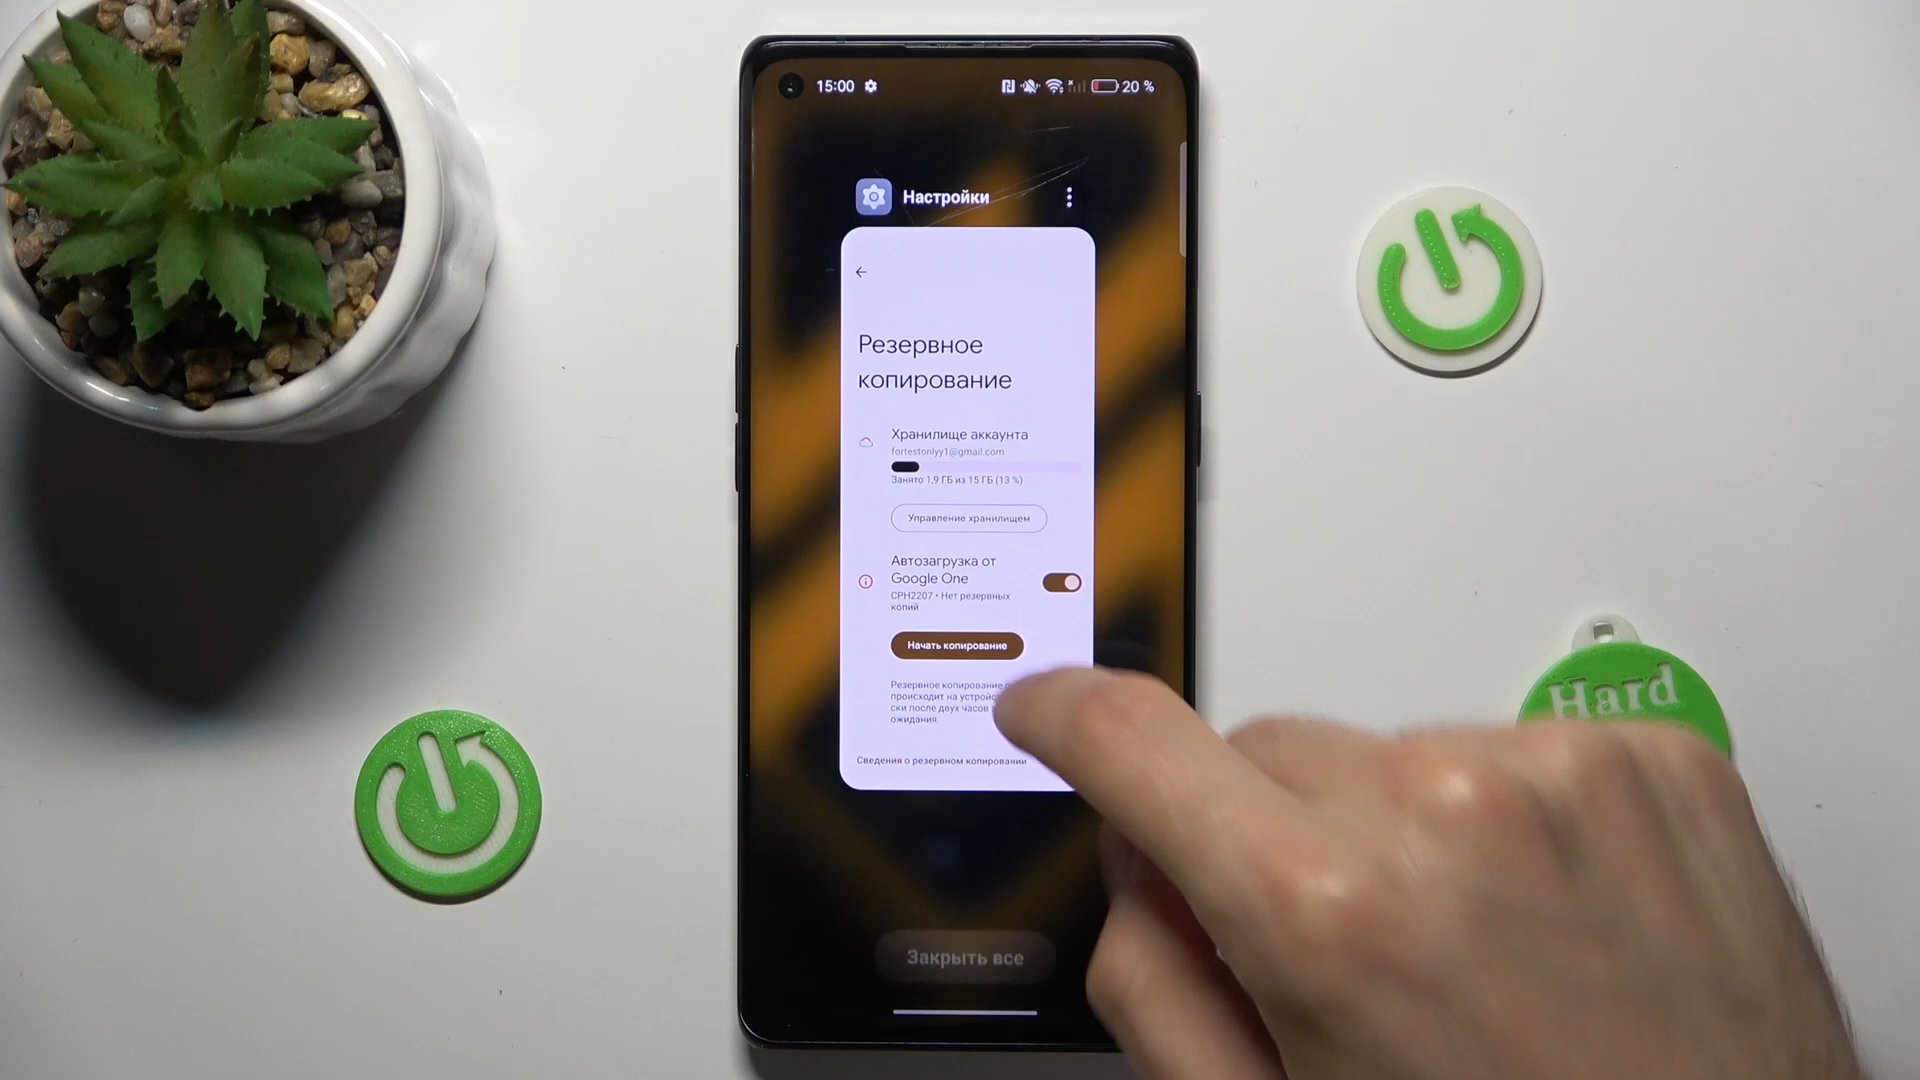 15:00
20 %
Настройки
Резервное
копирование
Хранилище аккаунта
fortestonlyy1@gmail.com
Занято 1,9 ГБ из 15 ГБ (13 %)
Управление хранилищем
Автозагрузка от
Google One
CPH2207 • Нет резервных
копий
Начать копирование
Резервное копирование
происходит на
ски после двух часов
ожидания.
Сведения о резервном копировании
Закрыть все
Hard